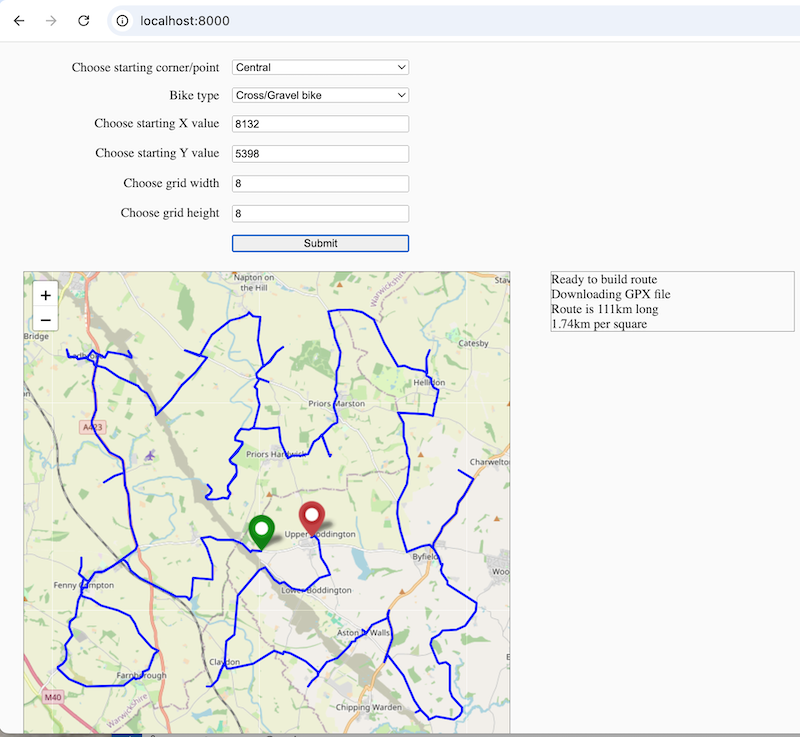 localhost:8000
Choose starting corner/point Central
Bike type Cross/Gravel bike
Choose starting X value 8132
Choose starting Y value 5398
Choose grid width 8
Choose grid height 8
Submit
Ready to build route
Downloading GPX file
Route is 111km long
1.74km per square
+
−
Napton on
the Hill
Warwickshire
Stav
Bridge
Catesby
Hellidon
Priors Marston
A423
Priors Hardwick
Charwelto
Upper Boddington
Byfield
Fenny Compton
Woo
Lower Boddington
Aston Walls
Claydon
Farnborough
M40
Warwickshire
Chipping Warden